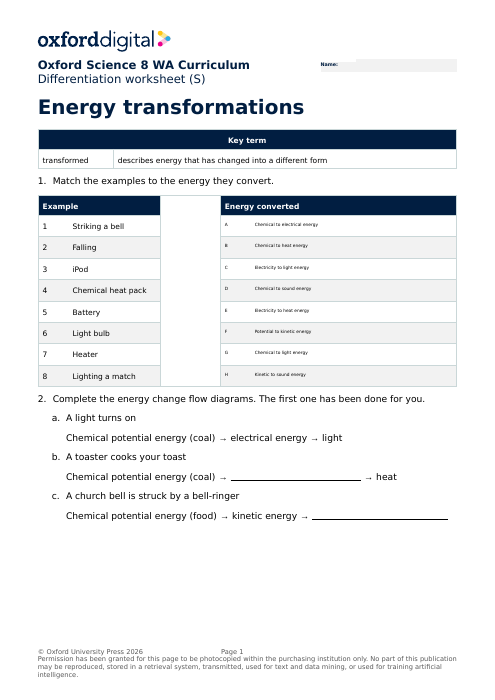 oxforddigital
Oxford Science 8 WA Curriculum
Name:
Differentiation worksheet (S)
Energy transformations
Key term
transformed describes energy that has changed into a different form
1. Match the examples to the energy they convert.
Example Energy converted
1 Striking a bell A Chemical to electrical energy
2 Falling B Chemical to heat energy
3 iPod C Electricity to light energy
4 Chemical heat pack D Chemical to sound energy
5 Battery E Electricity to heat energy
6 Light bulb F Potential to kinetic energy
7 Heater G Chemical to light energy
8 Lighting a match H Kinetic to sound energy
2. Complete the energy change flow diagrams. The first one has been done for you.
a. A light turns on
Chemical potential energy (coal) → electrical energy → light
b. A toaster cooks your toast
Chemical potential energy (coal) → ____________________ → heat
c. A church bell is struck by a bell-ringer
Chemical potential energy (food) → kinetic energy → ____________________
© Oxford University Press 2026 Page 1
Permission has been granted for this page to be photocopied within the purchasing institution only. No part of this publication
may be reproduced, stored in a retrieval system, transmitted, used for text and data mining, or used for training artificial
intelligence.